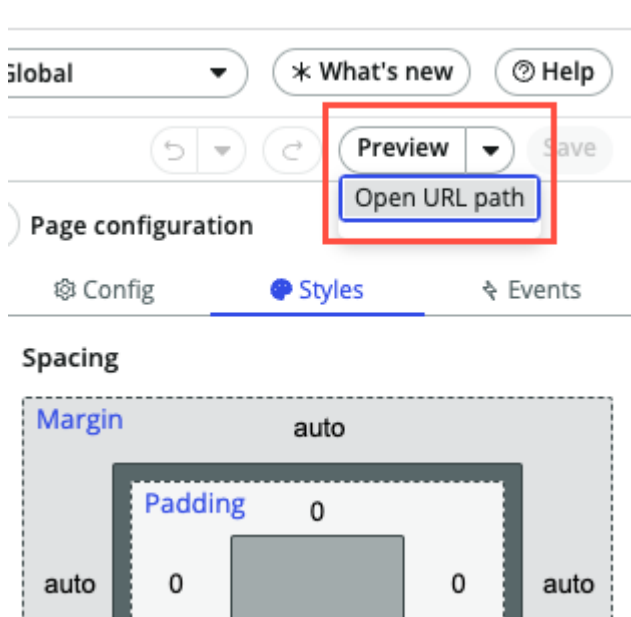 Global
What's new
Help
Preview
Save
Open URL path
Page configuration
Config
Styles
Events
Spacing
Margin
auto
Padding
0
auto
0
0
auto